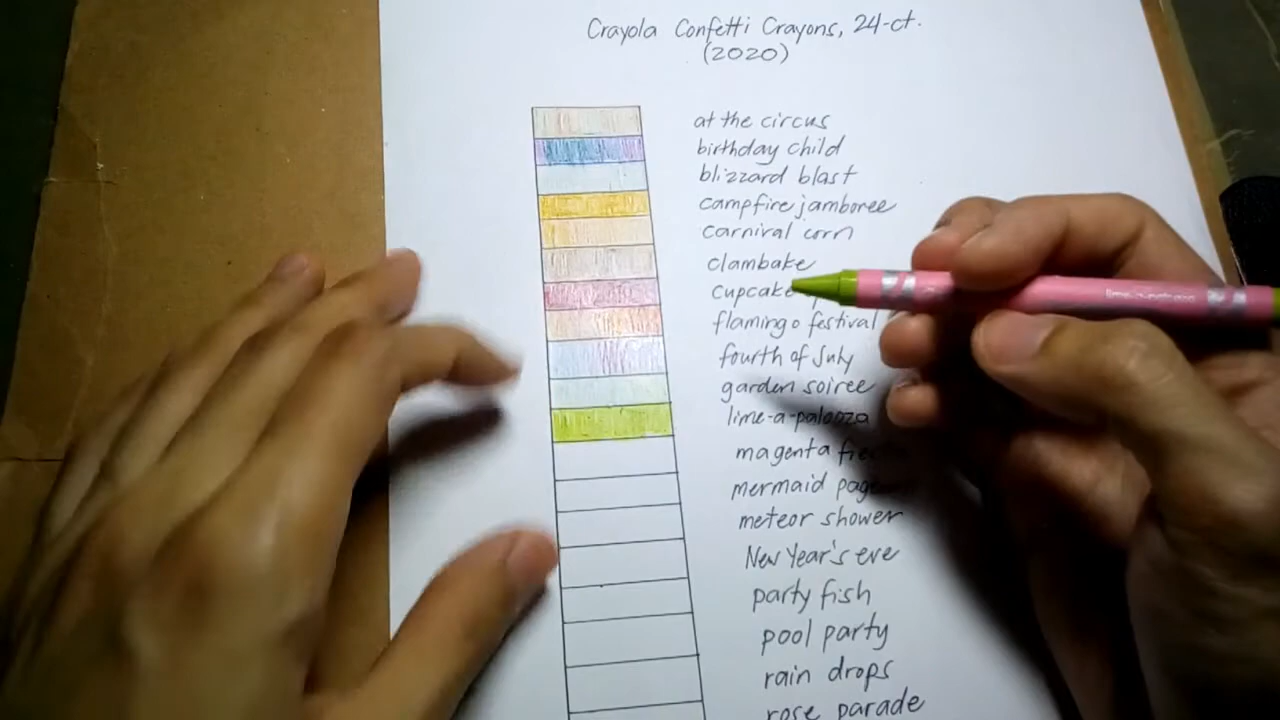 Crayola Confetti Crayons, 24-ct.
(2020)
at the circus
birthday child
blizzard blast
campfire jamboree
carnival corn
clambake
cupcake
flamingo festival
fourth of July
garden soiree
lime-a-palooza
magenta
mermaid
meteor shower
New Year's eve
party fish
pool party
rain drops
rose parade